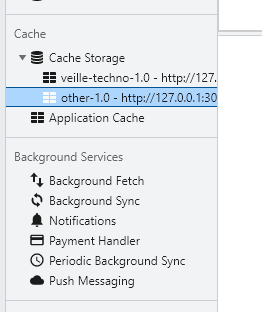 Cache
Cache Storage
veille-techno-1.0 - http://127.
other-1.0 - http://127.0.0.1:30
Application Cache
Background Services
Background Fetch
Background Sync
Notifications
Payment Handler
Periodic Background Sync
Push Messaging